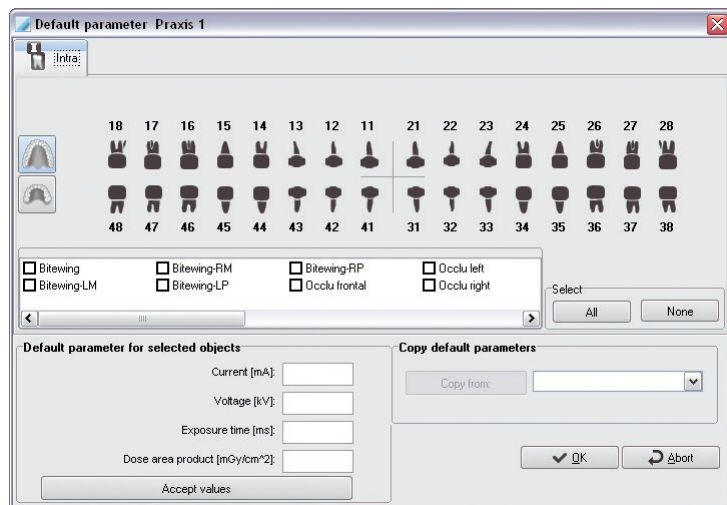 Default parameter Praxis 1
Intra
18 17 16 15 14 13 12 11 21 22 23 24 25 26 27 28
48 47 46 45 44 43 42 41 31 32 33 34 35 36 37 38
Bitewing Bitewing-RM Bitewing-RP Occlu left
Bitewing-LM Bitewing-LP Occlu frontal Occlu right
Select
All None
Default parameter for selected objects
Current [mA]:
Voltage [kV]:
Exposure time [ms]:
Dose area product [mGy/cm^2]:
Accept values
Copy default parameters
Copy from:
OK Abort